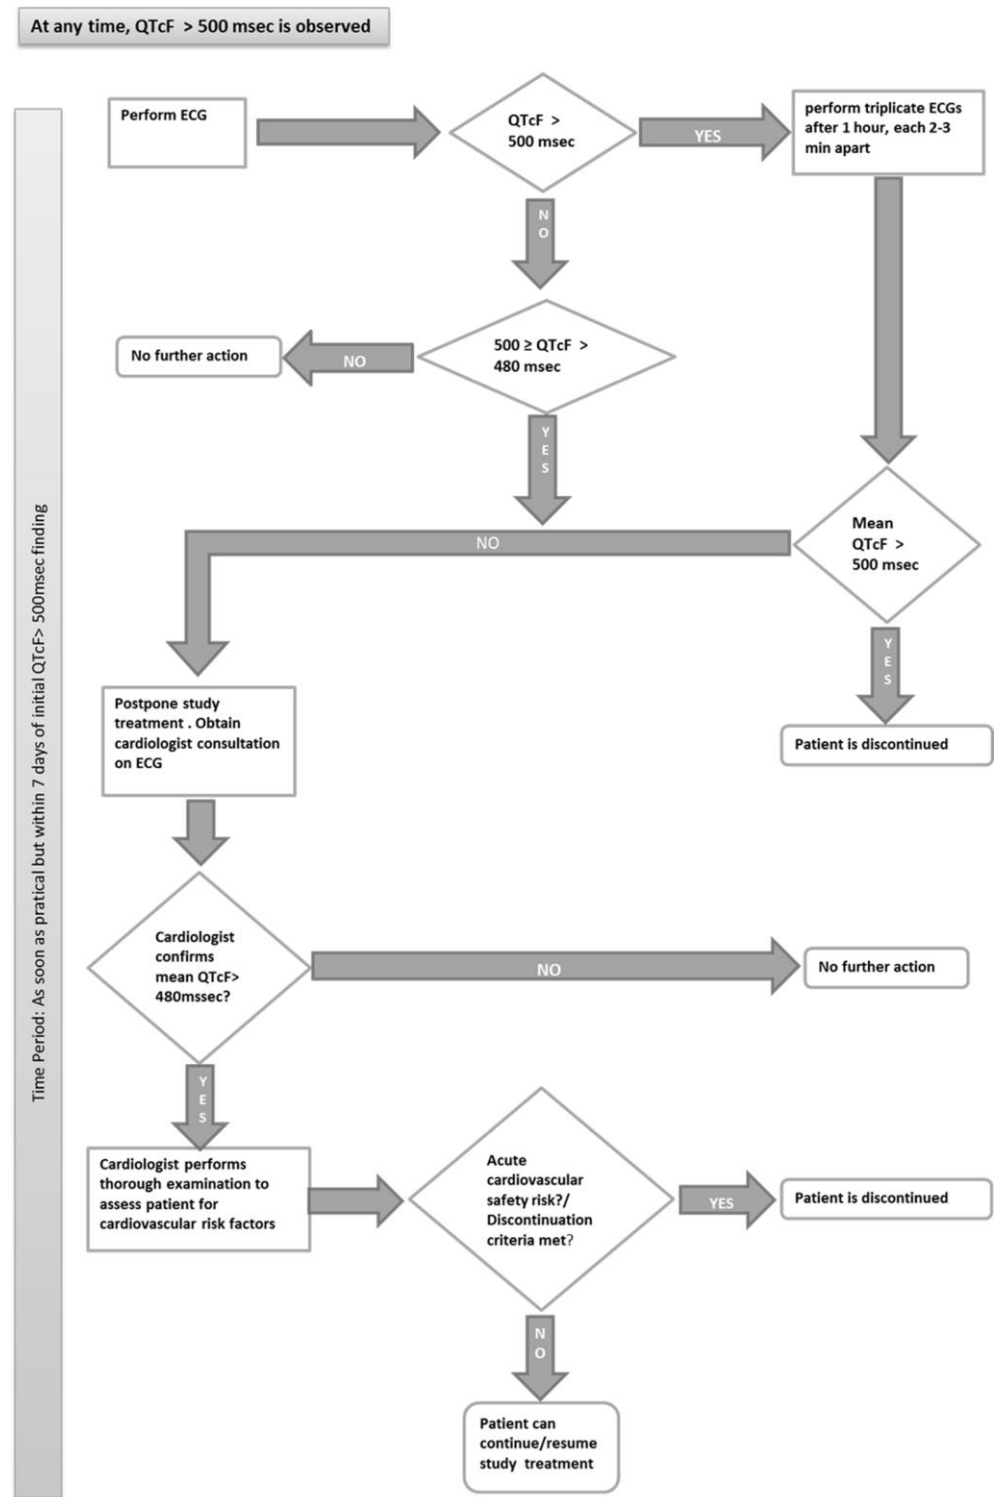 At any time, QTcF > 500 msec is observed
Time Period: As soon as pratical but within 7 days of initial QTcF> 500msec finding
Perform ECG
QTcF >
500 msec
YES
perform triplicate ECGs
after 1 hour, each 2-3
min apart
N
O
500 ≥ QTcF >
480 msec
NO
No further action
Y
E
S
Mean
QTcF >
500 msec
NO
Y
E
S
Patient is discontinued
Postpone study
treatment . Obtain
cardiologist consultation
on ECG
Cardiologist
confirms
mean QTcF>
480mssec?
NO
No further action
Y
E
S
Cardiologist performs
thorough examination to
assess patient for
cardiovascular risk factors
Acute
cardiovascular
safety risk?/
Discontinuation
criteria met?
YES
Patient is discontinued
N
O
Patient can
continue/resume
study treatment